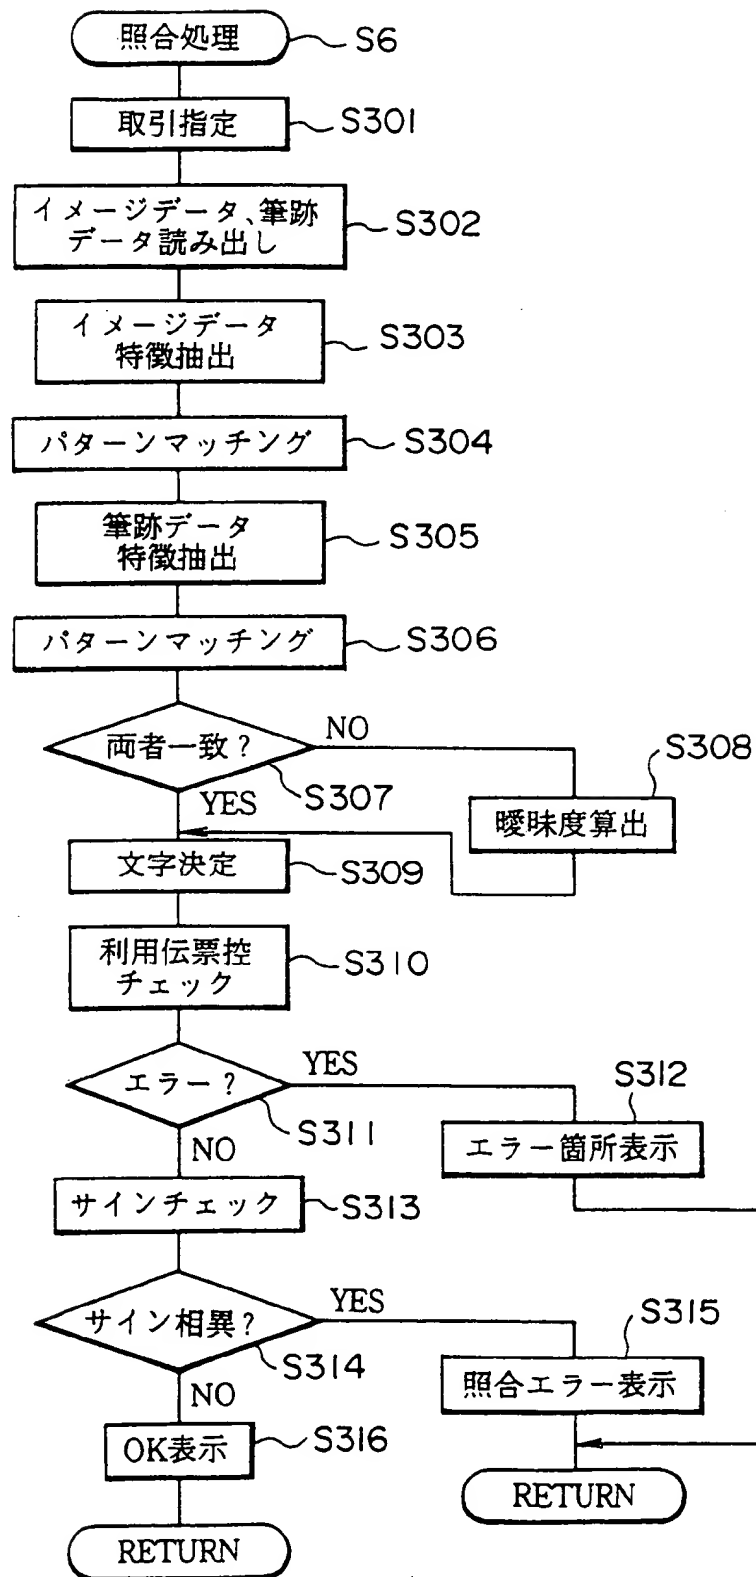 照合処理
S6
取引指定
S301
イメージデータ、筆跡
データ読み出し
S302
イメージデータ
特徴抽出
S303
パターンマッチング
S304
筆跡データ
特徴抽出
S305
パターンマッチング
S306
両者一致?
NO
S307
YES
S308
曖昧度算出
文字決定
S309
利用伝票控
チェック
S310
エラー?
YES
S311
NO
S312
エラー箇所表示
サインチェック
S313
サイン相異?
YES
S314
NO
S315
照合エラー表示
OK表示
S316
RETURN
RETURN